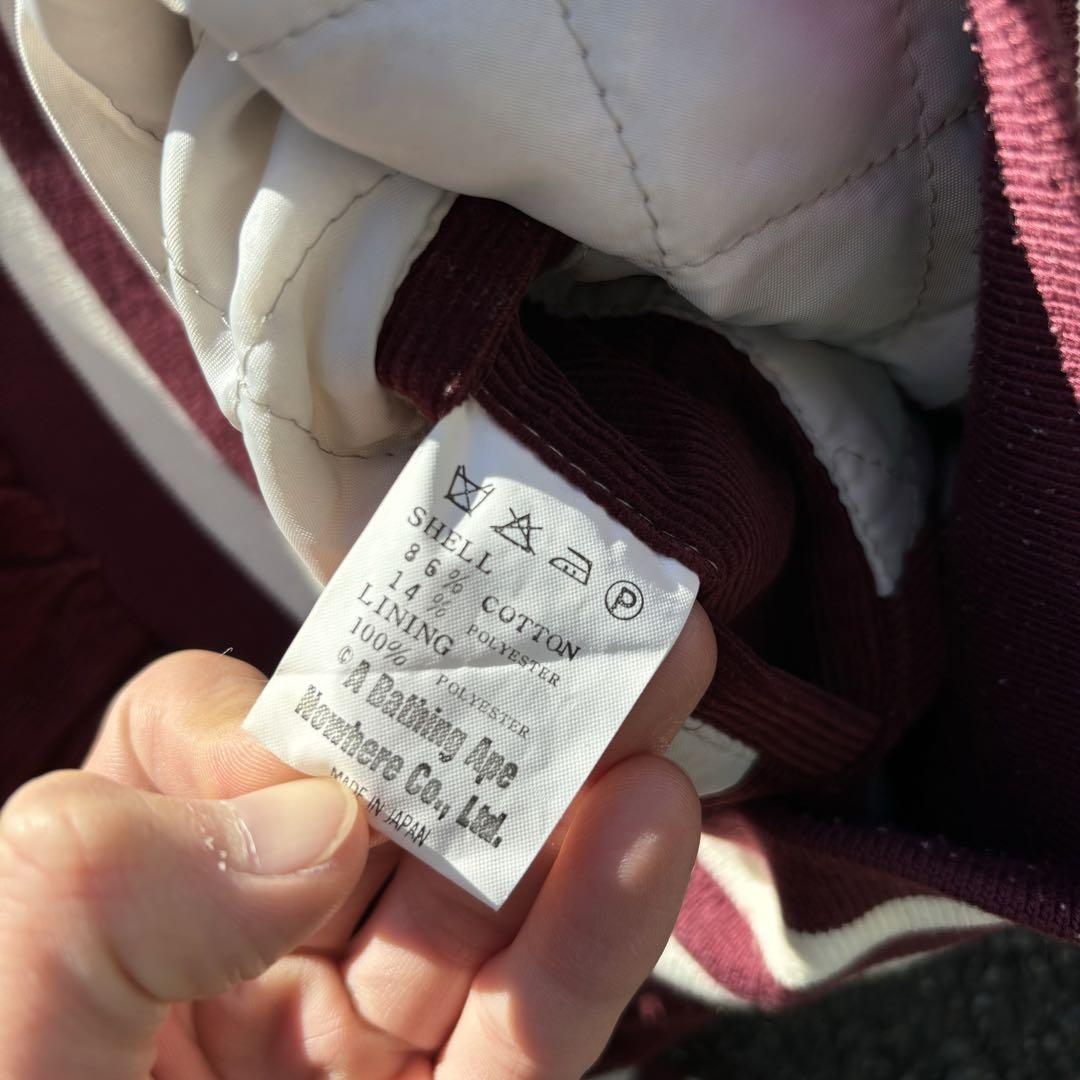 P
SHELL
86% COTTON
14% POLYESTER
LINING
100% POLYESTER
© A Bathing Ape
Nowhere Co., Ltd.
MADE IN JAPAN